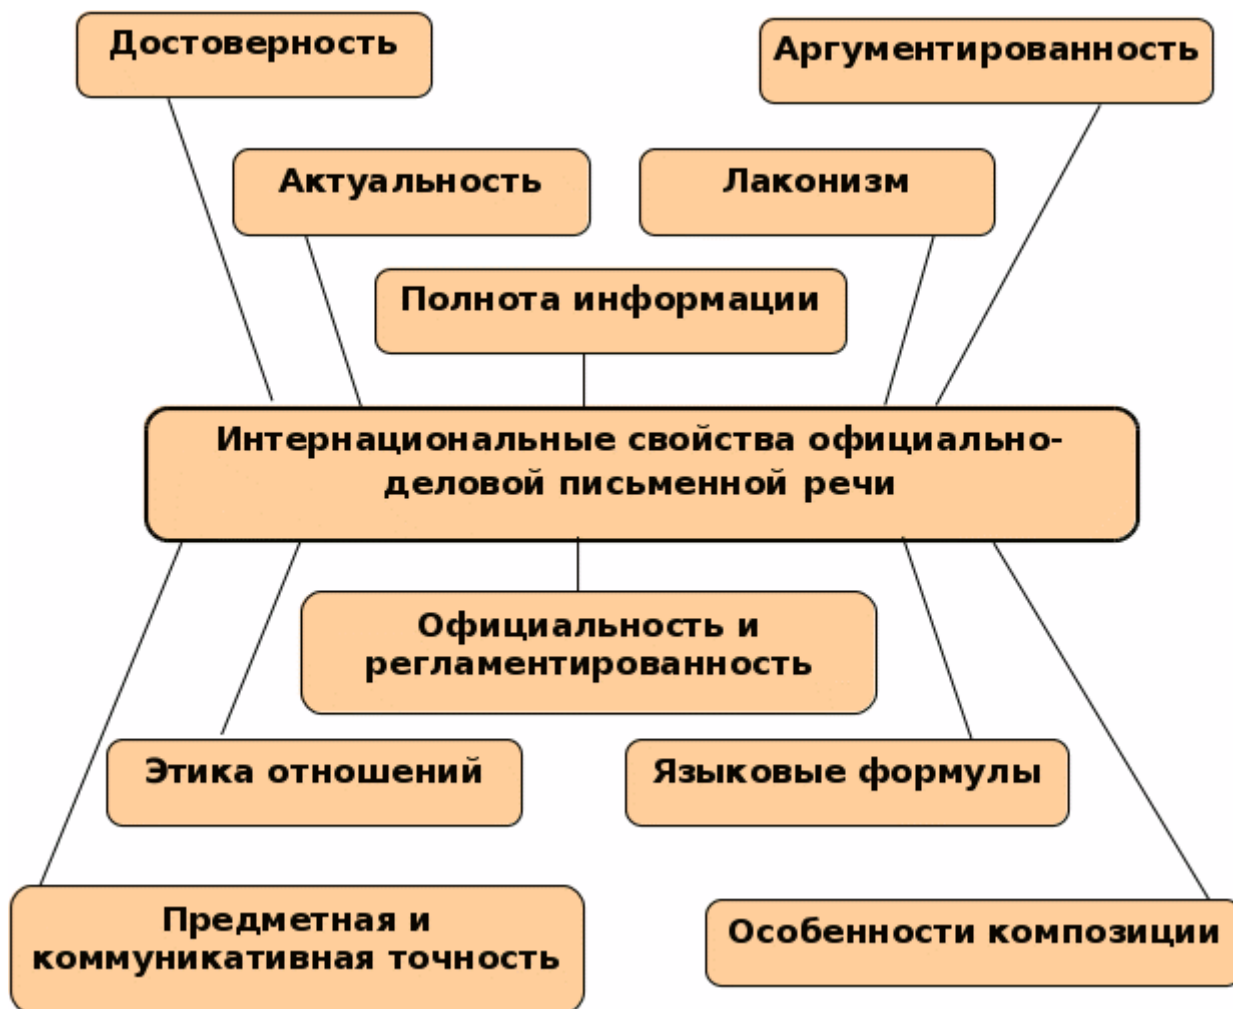 Достоверность
Аргументированность
Актуальность
Лаконизм
Полнота информации
Интернациональные свойства официально-
деловой письменной речи
Официальность и
регламентированность
Этика отношений
Языковые формулы
Предметная и
коммуникативная точность
Особенности композиции